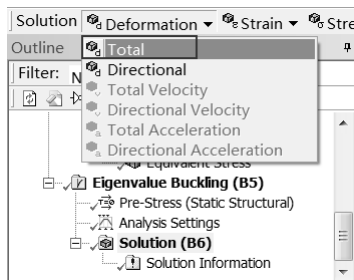 Solution Deformation Strain Stre
Outline Total
Filter: N Directional
Total Velocity
Directional Velocity
Total Acceleration
Directional Acceleration
Equivalent Stress
Eigenvalue Buckling (B5)
Pre-Stress (Static Structural)
Analysis Settings
Solution (B6)
Solution Information